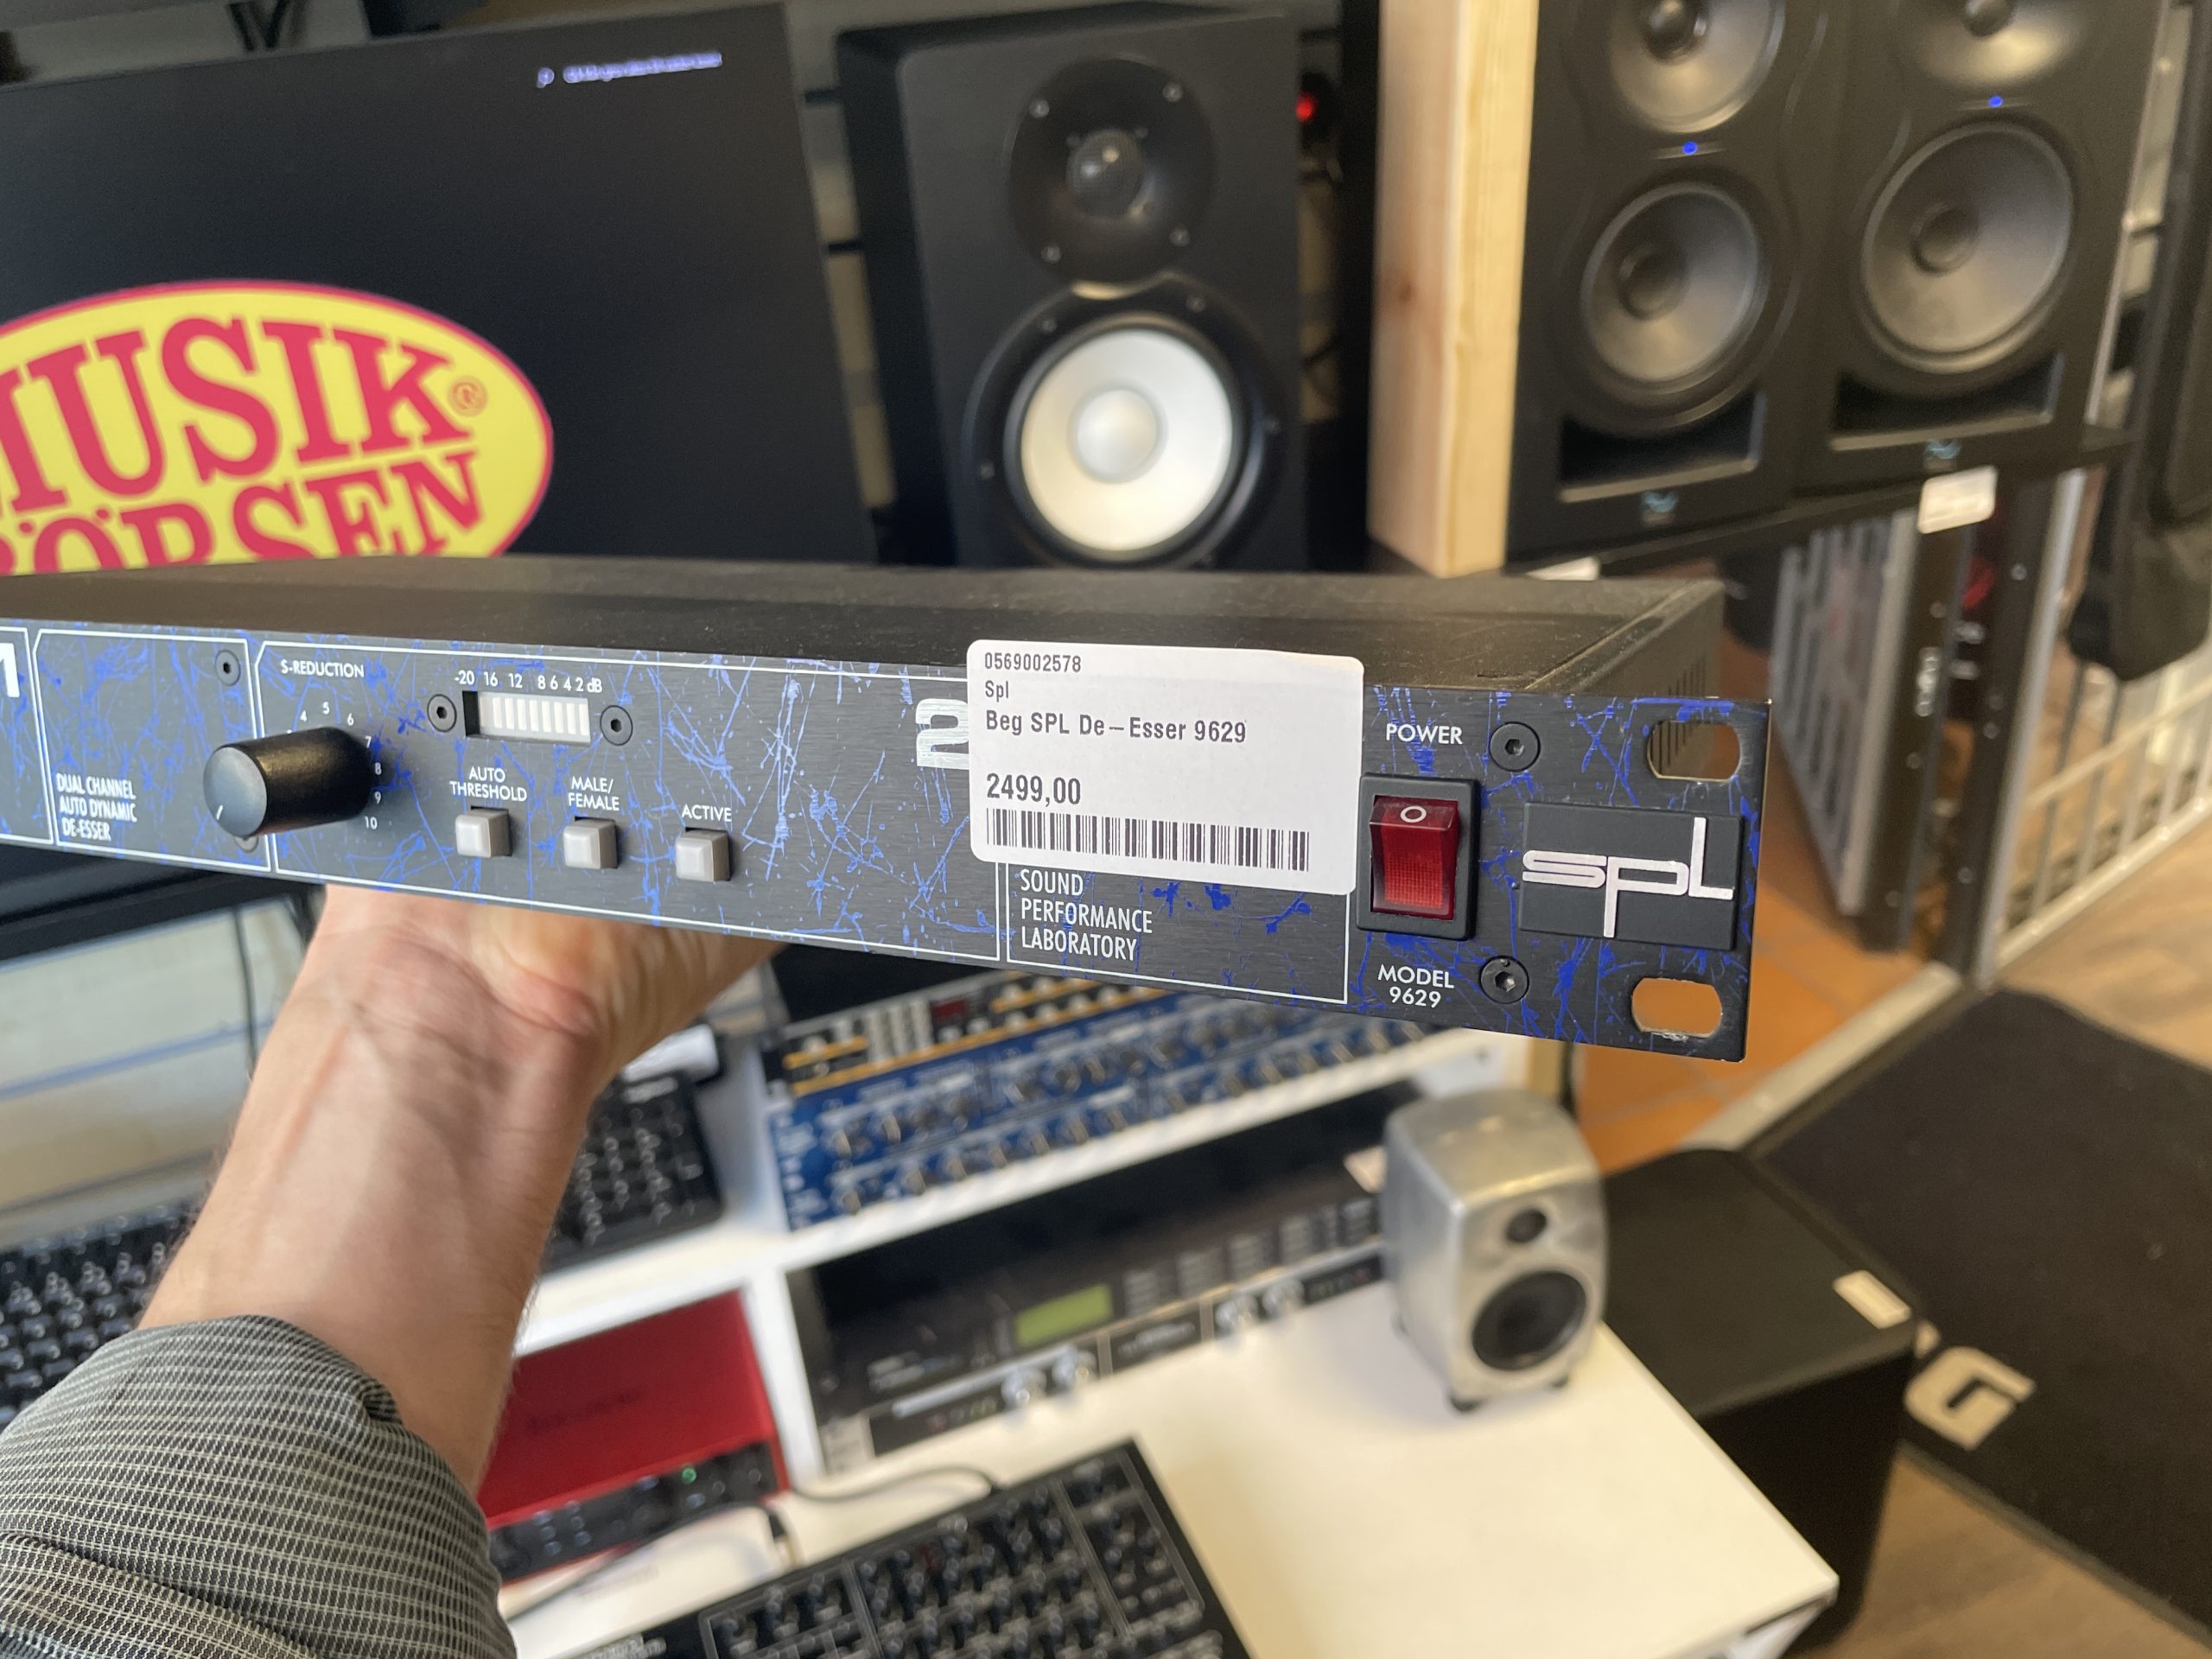 MUSIK®
BÖRSEN
1
DUAL CHANNEL
AUTO DYNAMIC
DE-ESSER
S-REDUCTION
4 5 6 7 8 9 10
-20 16 12 8 6 4 2 dB
AUTO
THRESHOLD
MALE/
FEMALE
ACTIVE
2
0569002578
Spl
Beg SPL De-Esser 9629
2499,00
SOUND
PERFORMANCE
LABORATORY
POWER
O
MODEL
9629
spl